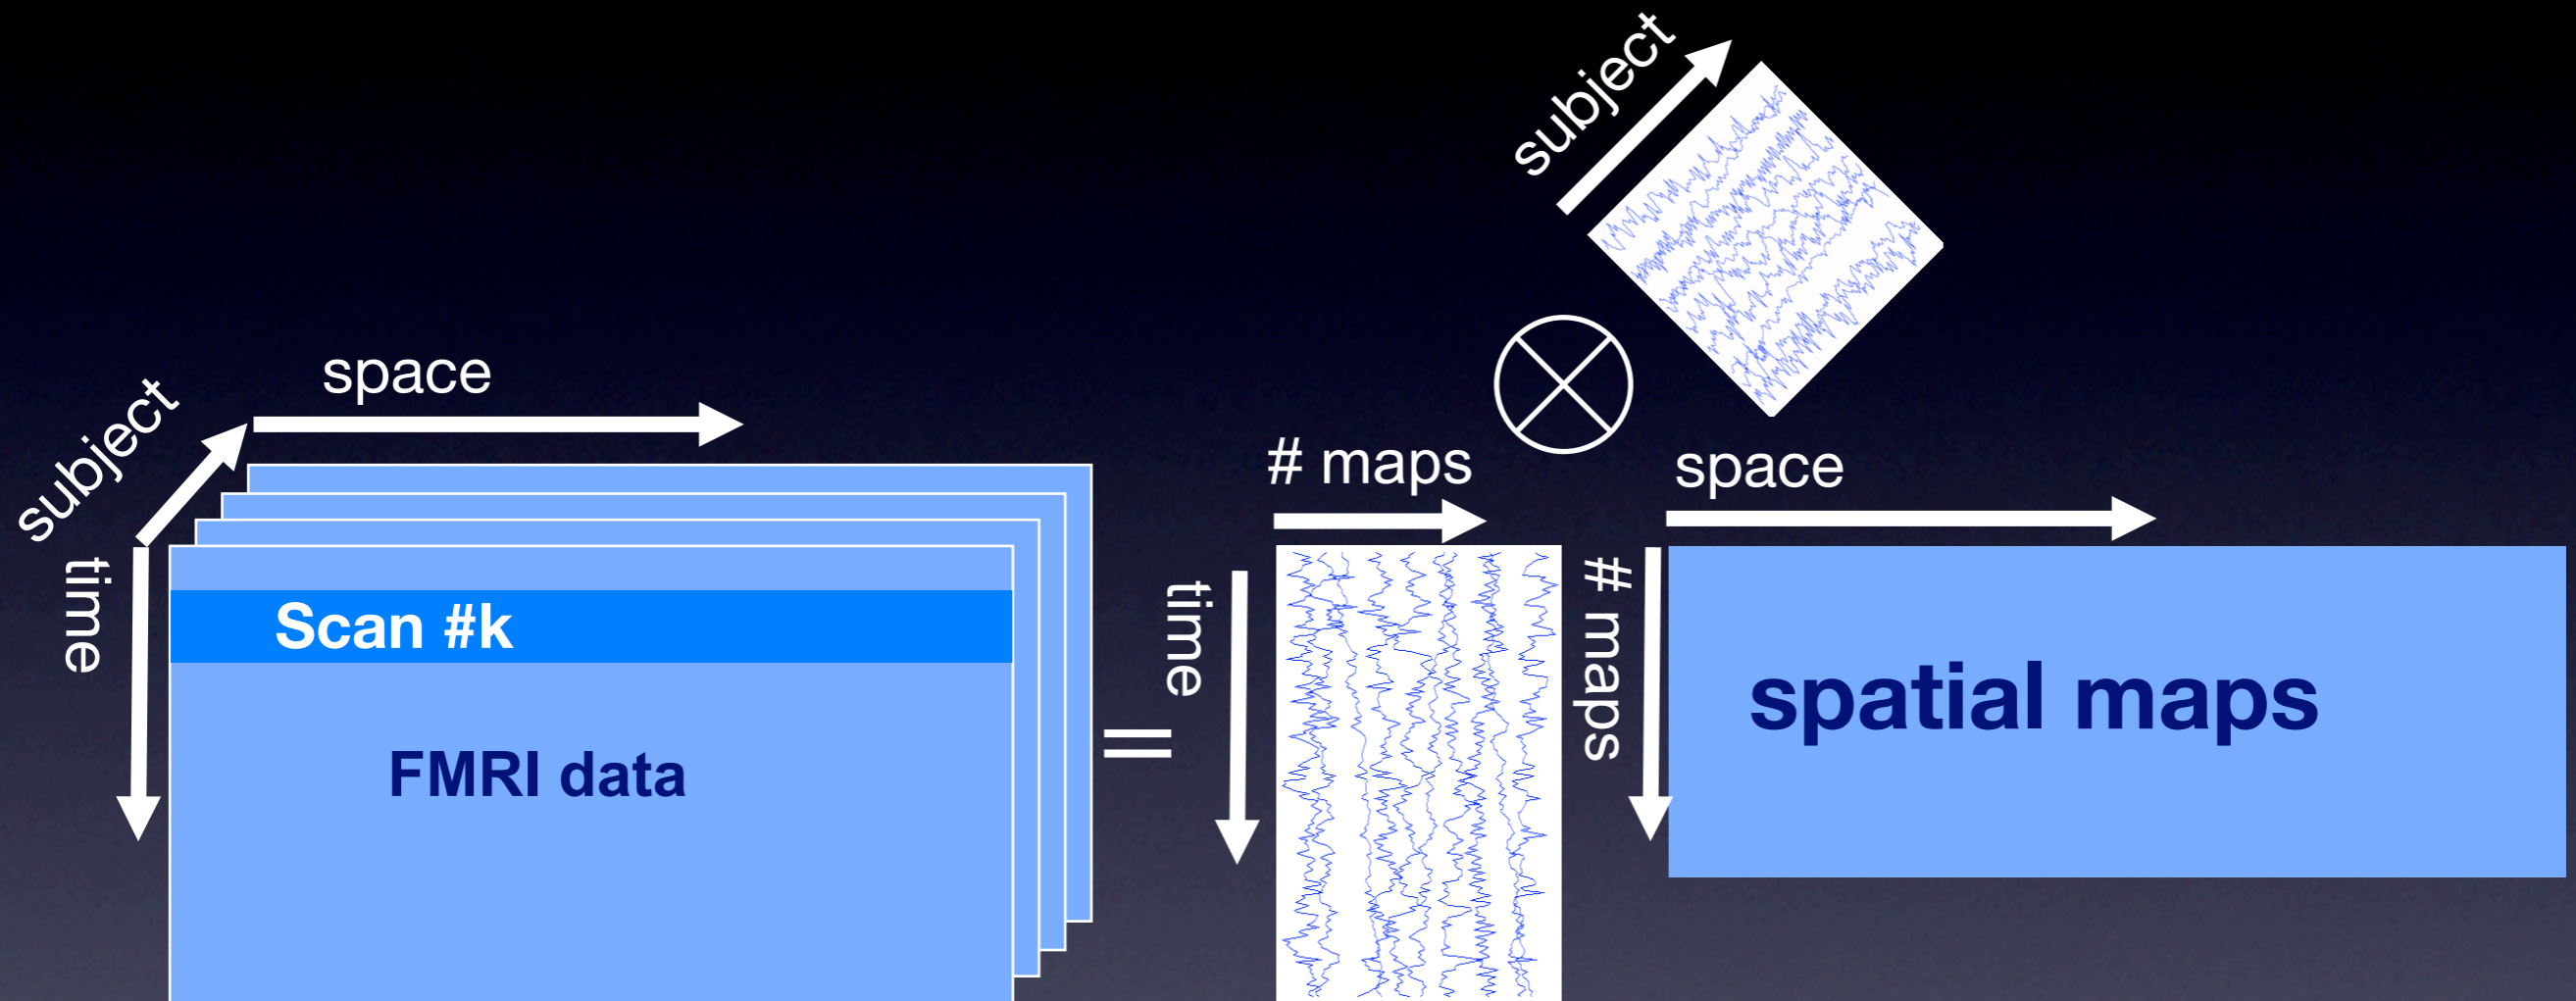 subject
space
subject
time
Scan #k
FMRI data
=
# maps
time
space
# maps
spatial maps